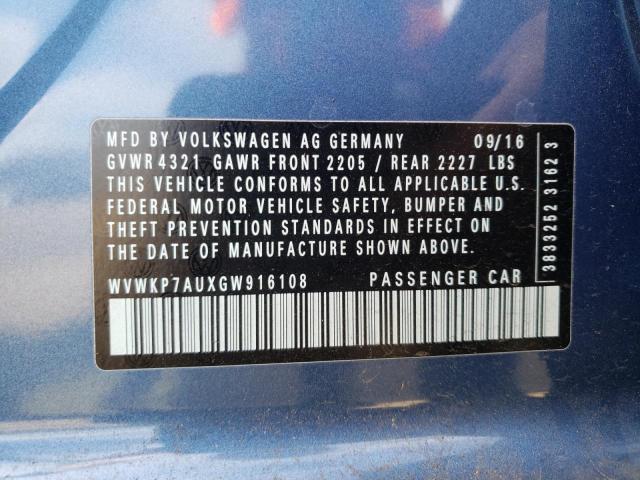 MFD BY VOLKSWAGEN AG GERMANY 09/16
GVWR 4321 GAWR FRONT 2205 / REAR 2227 LBS
THIS VEHICLE CONFORMS TO ALL APPLICABLE U.S.
FEDERAL MOTOR VEHICLE SAFETY, BUMPER AND
THEFT PREVENTION STANDARDS IN EFFECT ON
THE DATE OF MANUFACTURE SHOWN ABOVE.
WVWKP7AUXGW916108 PASSENGER CAR
3833252 3162 3